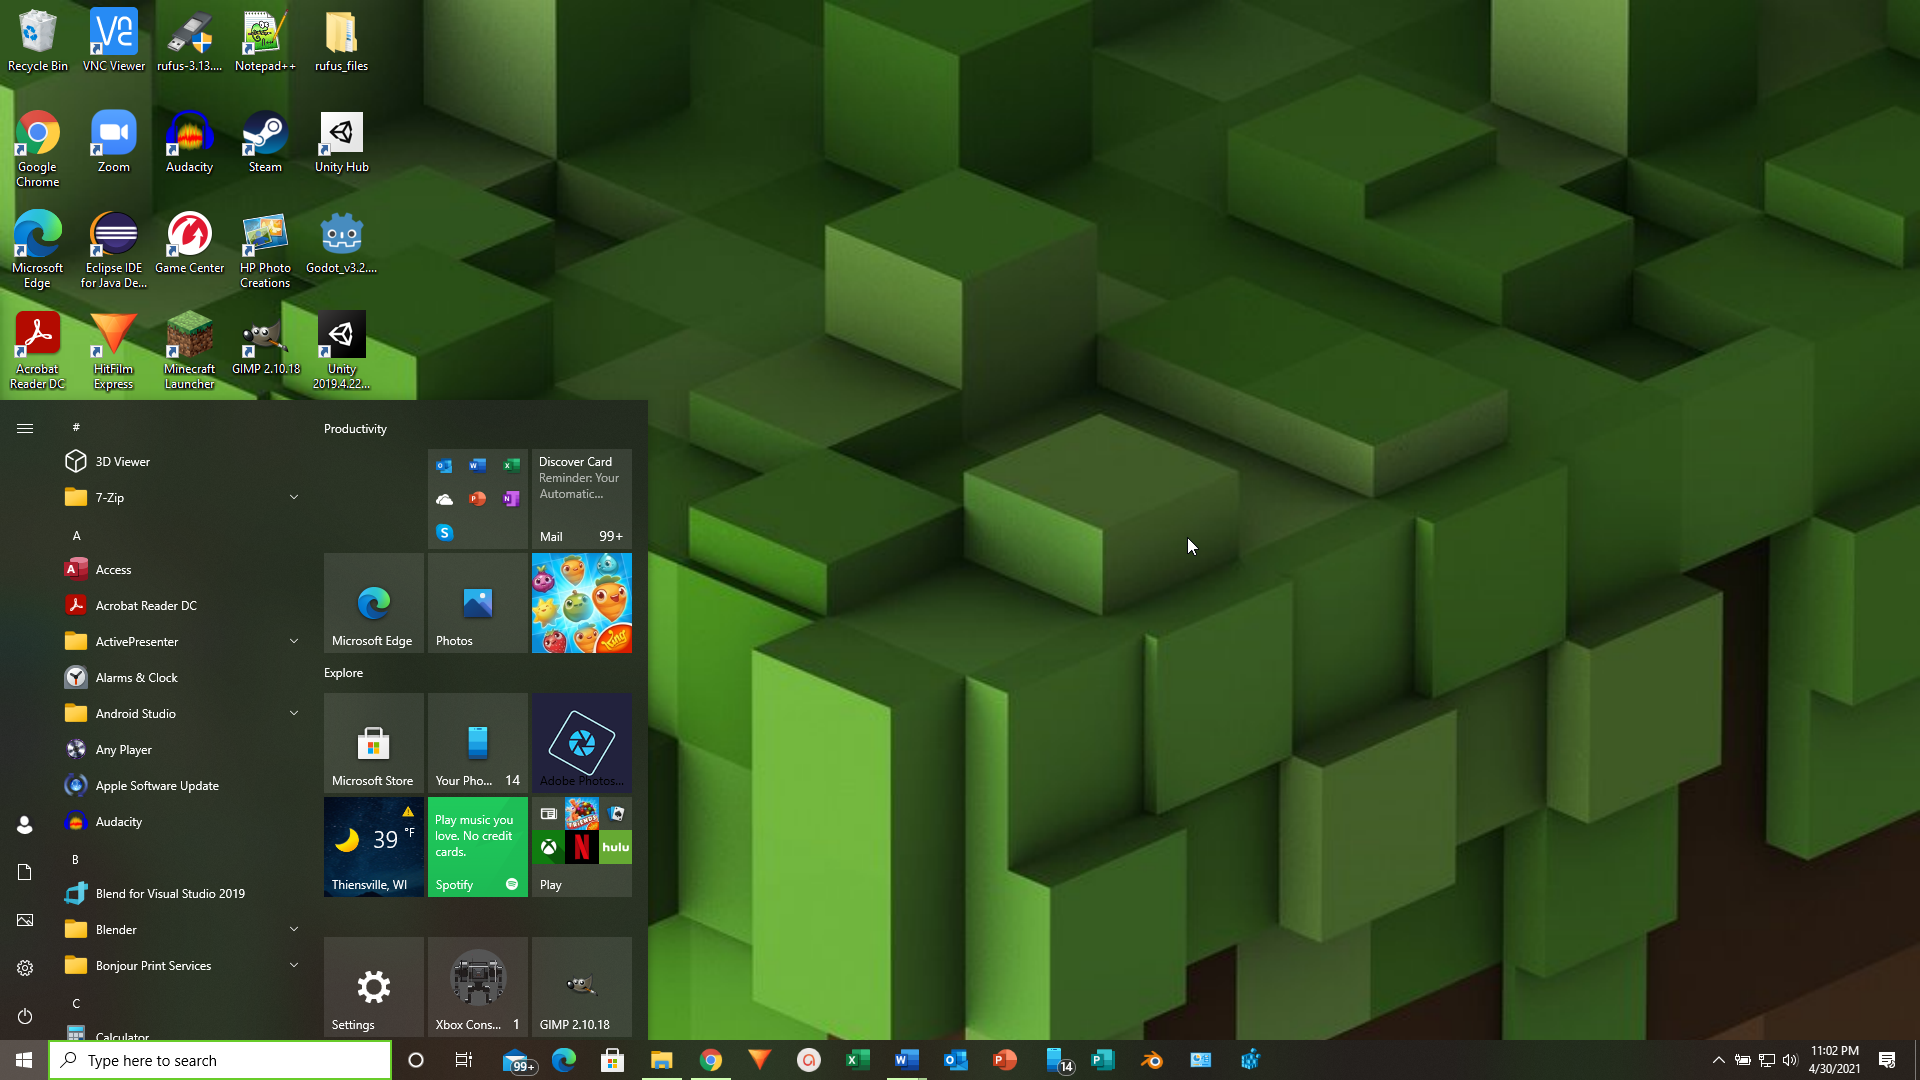 Recycle Bin
VNC Viewer
rufus-3.13....
Notepad++
rufus_files
Google
Chrome
Zoom
Audacity
Steam
Unity Hub
Microsoft
Edge
Eclipse IDE
for Java De...
Game Center
HP Photo
Creations
Godot_v3.2....
Acrobat
Reader DC
HitFilm
Express
Minecraft
Launcher
GIMP 2.10.18
Unity
2019.4.22...
#
3D Viewer
7-Zip
A
Access
Acrobat Reader DC
ActivePresenter
Alarms & Clock
Android Studio
Any Player
Apple Software Update
Audacity
B
Blend for Visual Studio 2019
Blender
Bonjour Print Services
C
Calculator
Productivity
Discover Card
Reminder: Your
Automatic...
Mail 99+
Microsoft Edge
Photos
King
Explore
Microsoft Store
Your Pho... 14
Adobe Photos...
39 °F
Thiensville, WI
Play music you
love. No credit
cards.
Spotify
FRIENDS
hulu
Play
Settings
Xbox Cons... 1
GIMP 2.10.18
Type here to search
99+
14
11:02 PM
4/30/2021